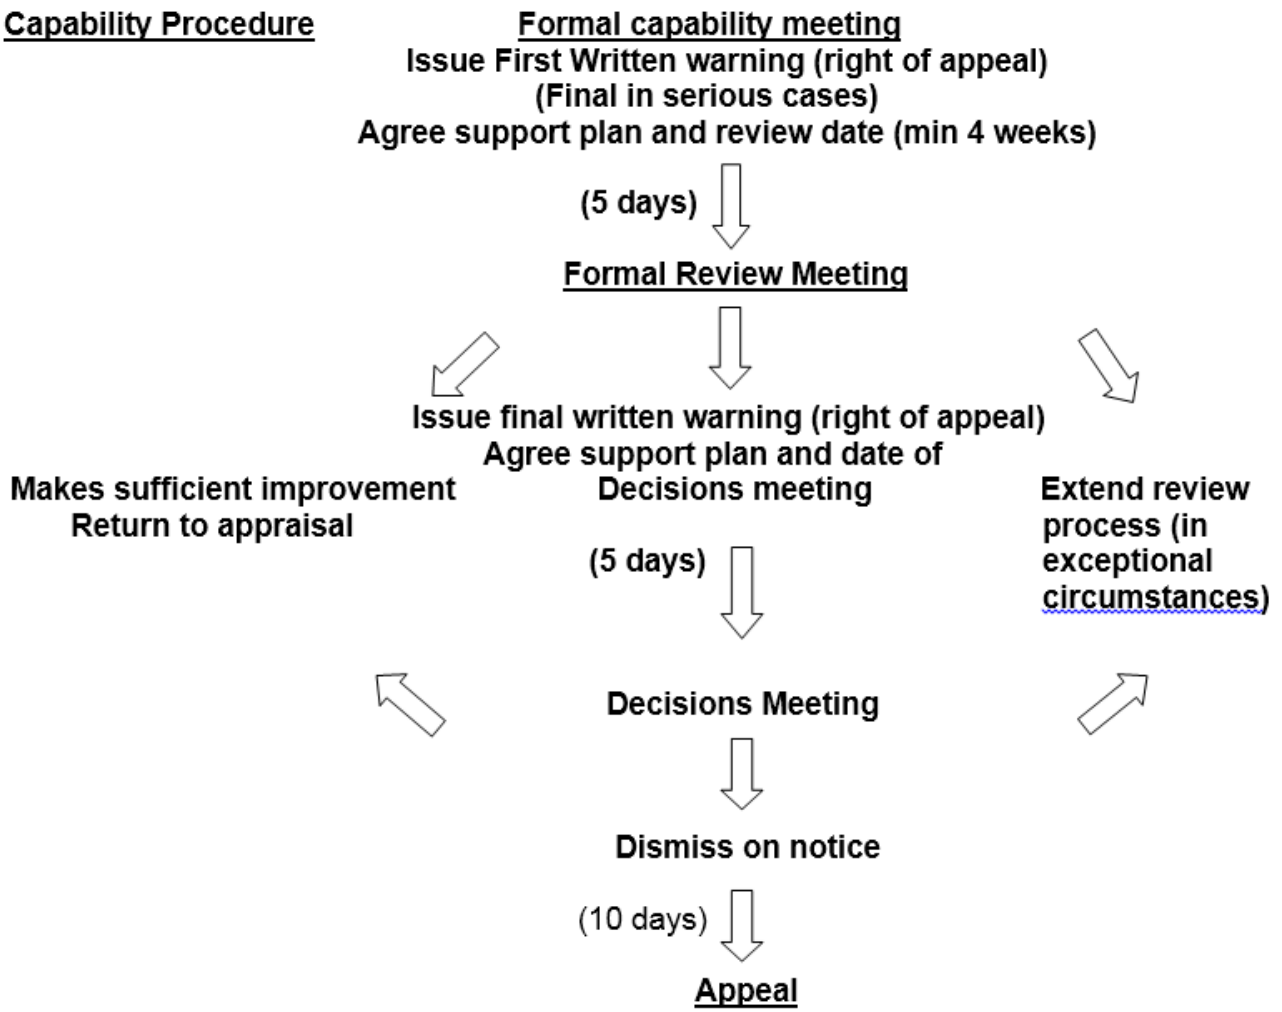 Capability Procedure
Formal capability meeting
Issue First Written warning (right of appeal)
(Final in serious cases)
Agree support plan and review date (min 4 weeks)
(5 days)
Formal Review Meeting
Issue final written warning (right of appeal)
Agree support plan and date of
Decisions meeting
Makes sufficient improvement
Return to appraisal
Extend review
process (in
exceptional
circumstances)
(5 days)
Decisions Meeting
Dismiss on notice
(10 days)
Appeal